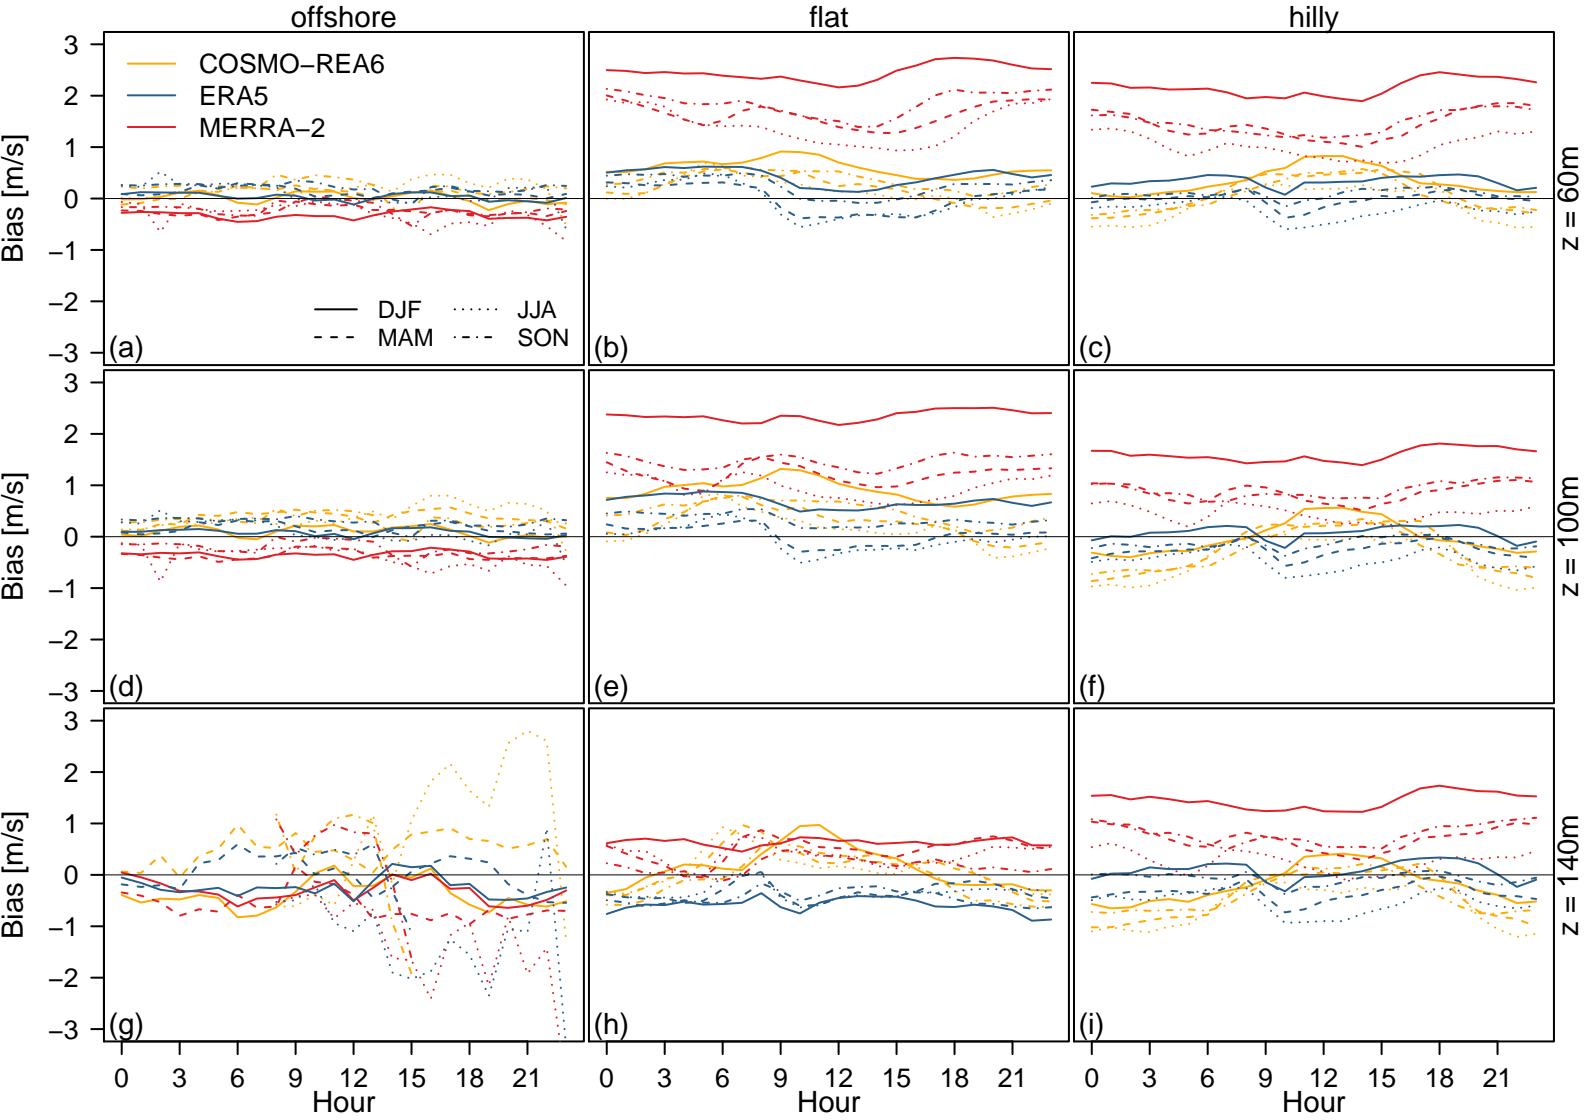 offshore flat hilly
3
2
1
0
−1
−2
−3
Bias [m/s]
COSMO−REA6
ERA5
MERRA−2
DJF JJA
MAM SON
(a) (b) (c)
z = 60m
3
2
1
0
−1
−2
−3
Bias [m/s]
(d) (e) (f)
z = 100m
3
2
1
0
−1
−2
−3
Bias [m/s]
(g) (h) (i)
z = 140m
0 3 6 9 12 15 18 21 0 3 6 9 12 15 18 21 0 3 6 9 12 15 18 21
Hour Hour Hour